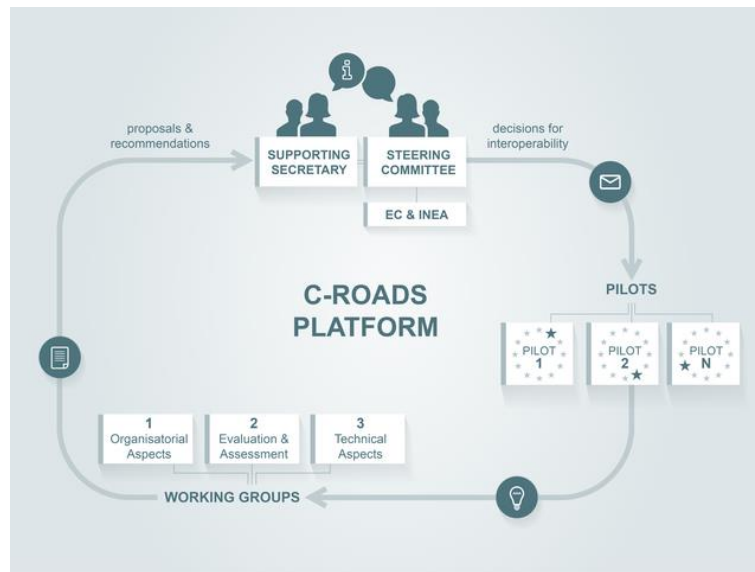 proposals &
recommendations
SUPPORTING
SECRETARY
STEERING
COMMITTEE
decisions for
interoperability
EC & INEA
C-ROADS
PLATFORM
PILOTS
PILOT
1
PILOT
2
PILOT
N
1
Organisatorial
Aspects
2
Evaluation &
Assessment
3
Technical
Aspects
WORKING GROUPS